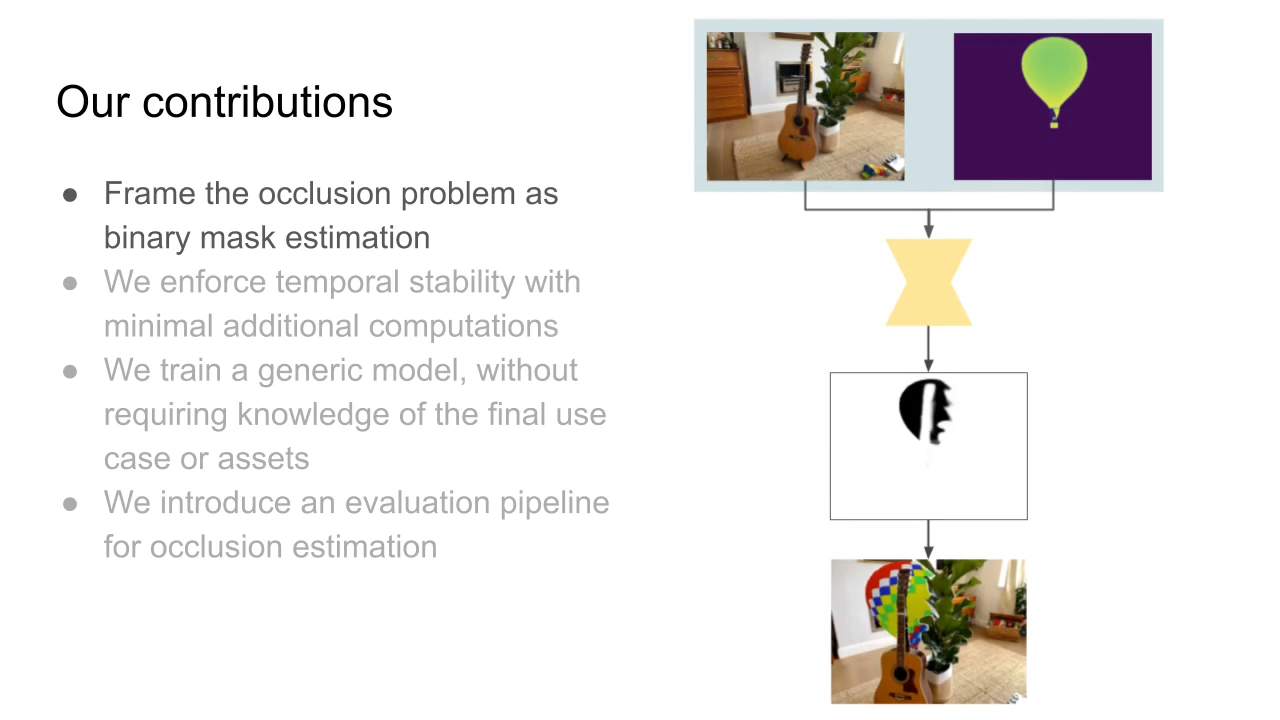 Our contributions
● Frame the occlusion problem as
binary mask estimation
● We enforce temporal stability with
minimal additional computations
● We train a generic model, without
requiring knowledge of the final use
case or assets
● We introduce an evaluation pipeline
for occlusion estimation